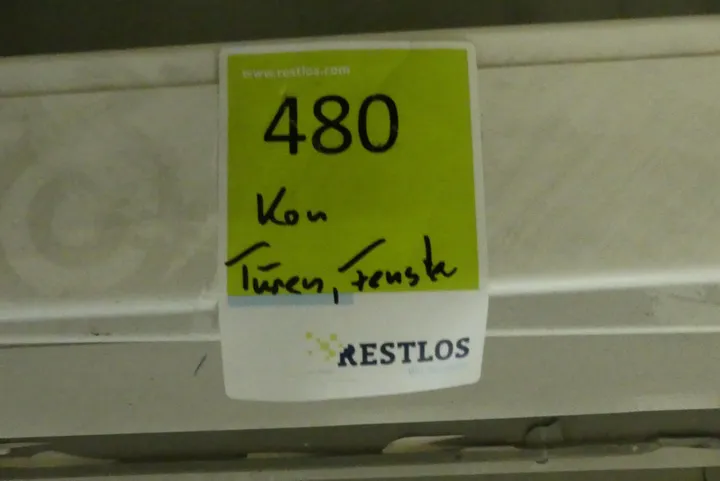 www.restlos.com
480
Kon
Türen, Fenster
RESTLOS